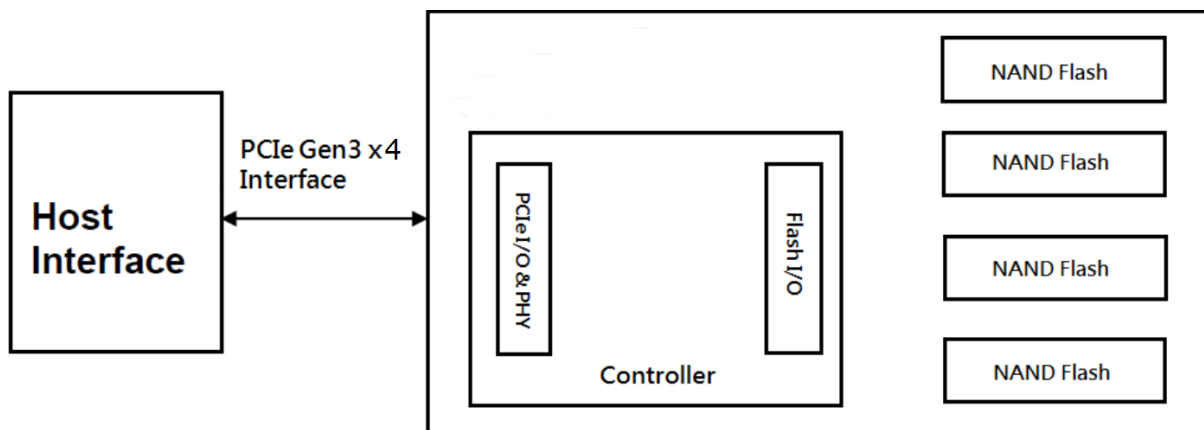 Host
Interface
PCIe Gen3 x4
Interface
PCIe I/O & PHY
Flash I/O
Controller
NAND Flash
NAND Flash
NAND Flash
NAND Flash